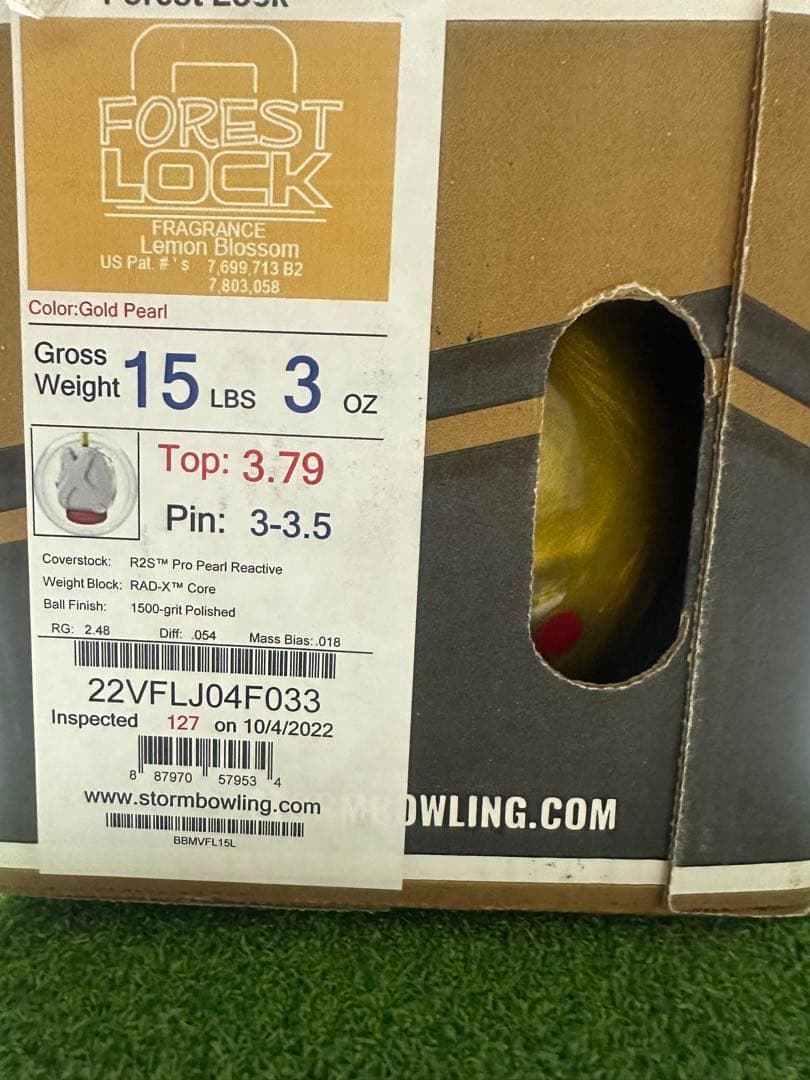 Forest Lock
FOREST
LOCK
FRAGRANCE
Lemon Blossom
US Pat. #'s 7,699,713 B2
7,803,058
Color:Gold Pearl
Gross
Weight 15 LBS 3 OZ
Top: 3.79
Pin: 3-3.5
Coverstock: R2S™ Pro Pearl Reactive
Weight Block: RAD-X™ Core
Ball Finish: 1500-grit Polished
RG: 2.48 Diff: .054 Mass Bias:.018
22VFLJ04F033
Inspected 127 on 10/4/2022
8 87970 57953 4
www.stormbowling.com
BBMVFL15L
MBOWLING.COM